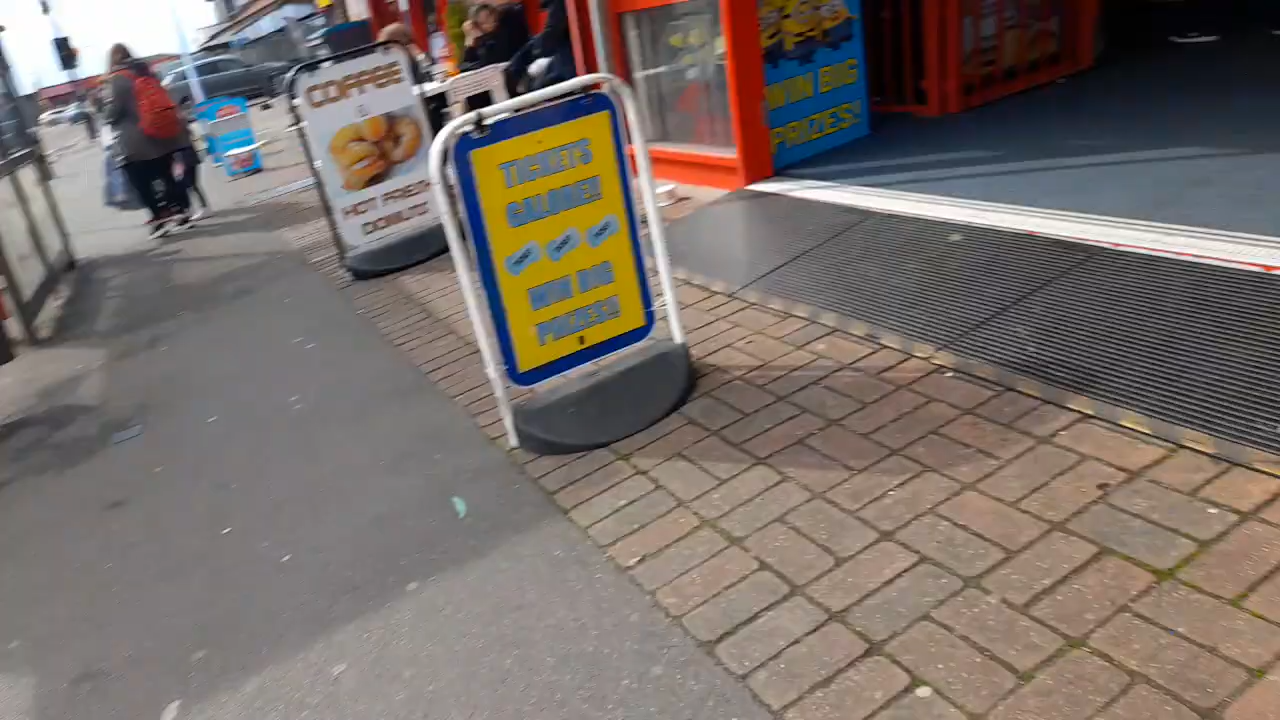 COFFEE
&
HOT FRESH
DONUTS
TICKETS
GALORE!!
WIN BIG
PRIZES!!
WIN BIG
PRIZES!